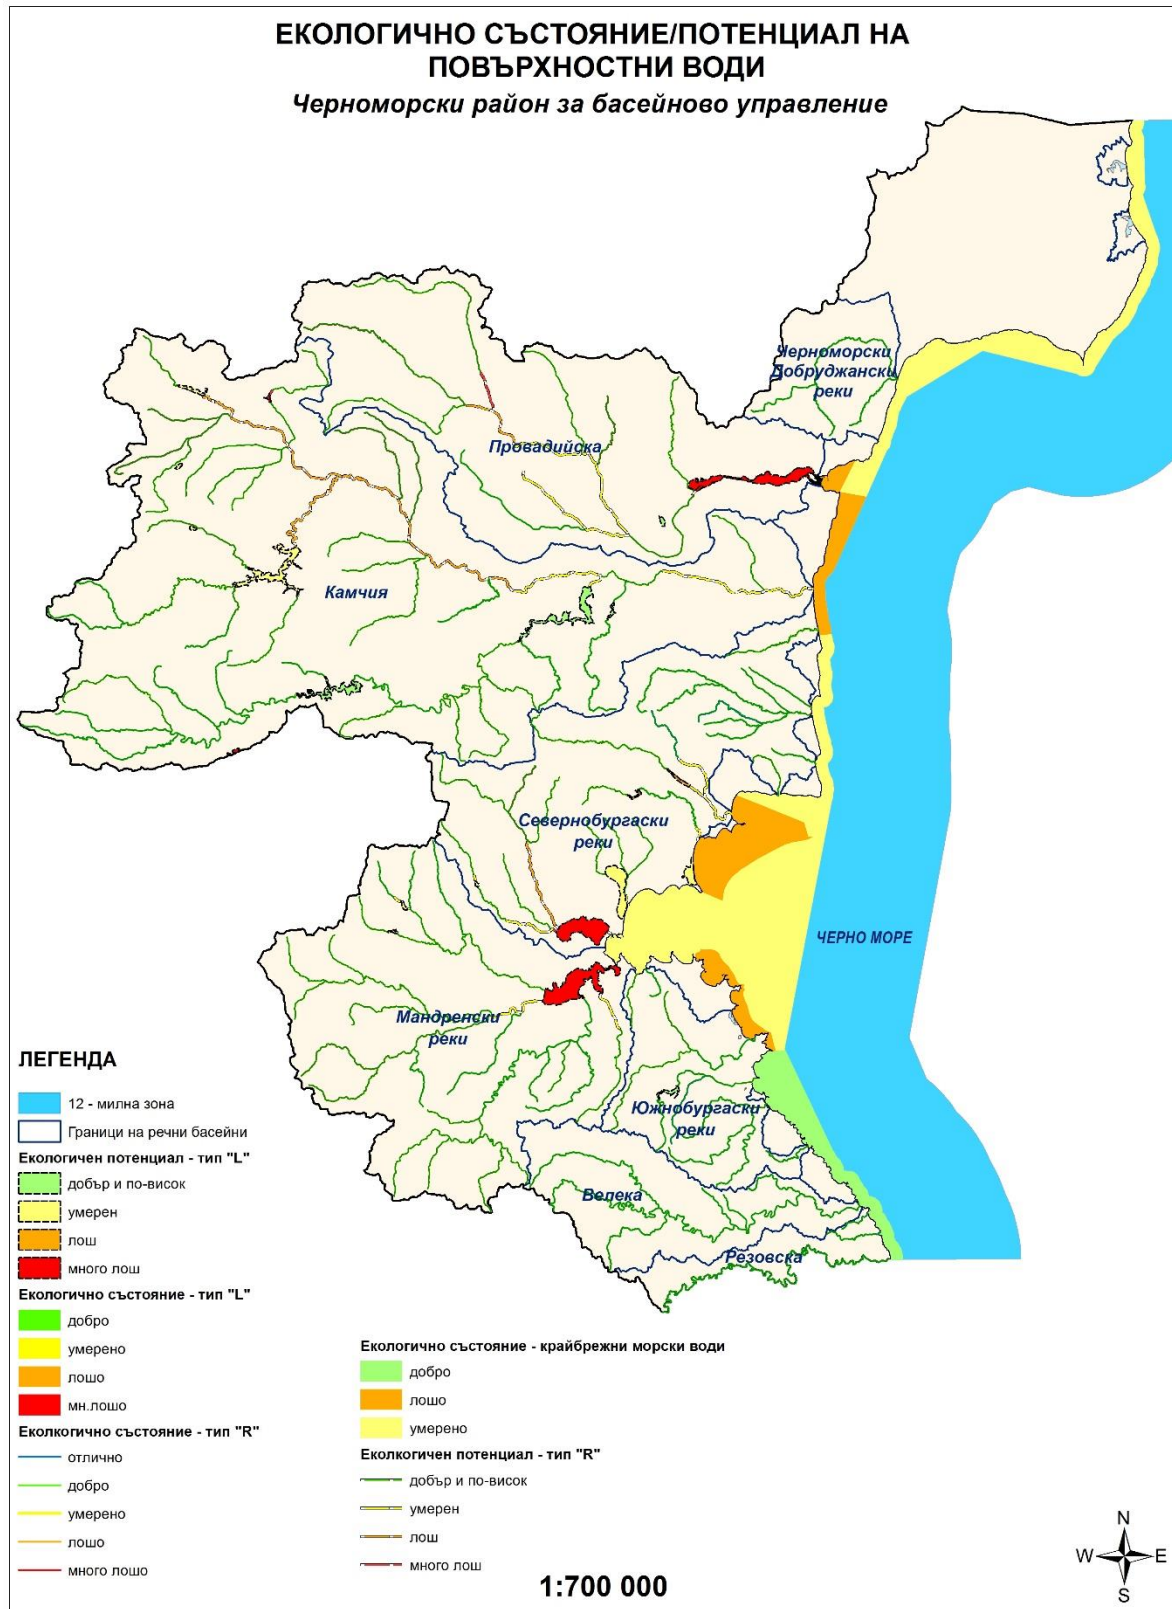 ЕКОЛОГИЧНО СЪСТОЯНИЕ/ПОТЕНЦИАЛ НА
ПОВЪРХНОСТНИ ВОДИ
Черноморски район за басейново управление
Черноморски
Добруджански
реки
Провадийска
Камчия
Севернобургаски
реки
ЧЕРНО МОРЕ
Мандренски
реки
Южнобургаски
реки
Велека
Резовска
ЛЕГЕНДА
12 - милна зона
Граници на речни басейни
Екологичен потенциал - тип "L"
добър и по-висок
умерен
лош
много лош
Екологично състояние - тип "L"
добро
умерено
лошо
мн.лошо
Еколкогично състояние - тип "R"
отлично
добро
умерено
лошо
много лошо
Екологично състояние - крайбрежни морски води
добро
лошо
умерено
Еколкогичен потенциал - тип "R"
добър и по-висок
умерен
лош
много лош
1:700 000
N
W E
S